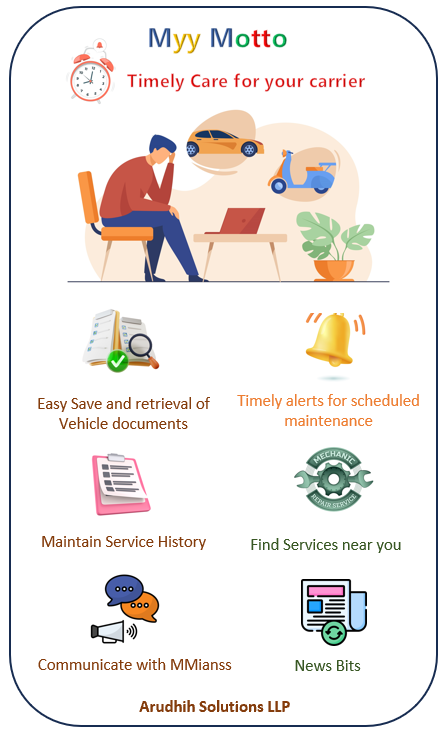 Myy Motto
Timely Care for your carrier
Easy Save and retrieval of
Vehicle documents
Timely alerts for scheduled
maintenance
MECHANIC
REPAIR SERVICE
Maintain Service History
Find Services near you
Communicate with MMianss
News Bits
Arudhih Solutions LLP